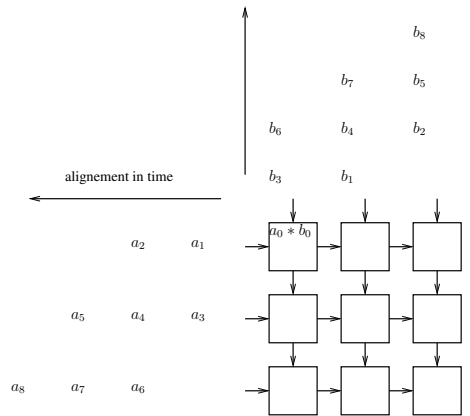 b₈
b₇ b₅
b₆ b₄ b₂
b₃ b₁
alignement in time
a₀ * b₀
a₂ a₁
a₅ a₄ a₃
a₈ a₇ a₆